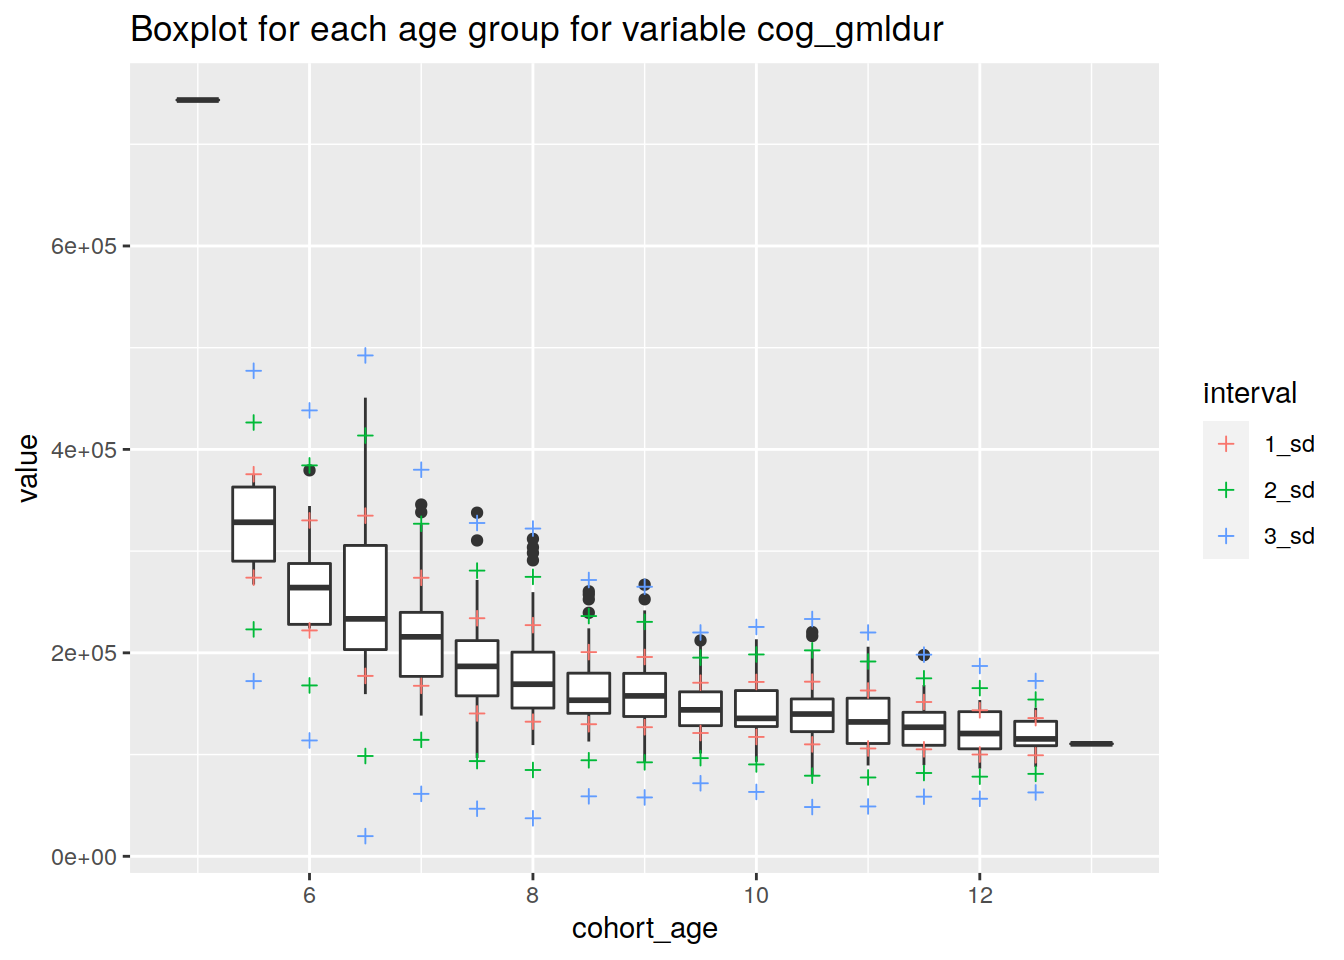 Boxplot for each age group for variable cog_gmldur
6e+05
4e+05
2e+05
0e+00
value
6
8
10
12
cohort_age
interval
1_sd
2_sd
3_sd